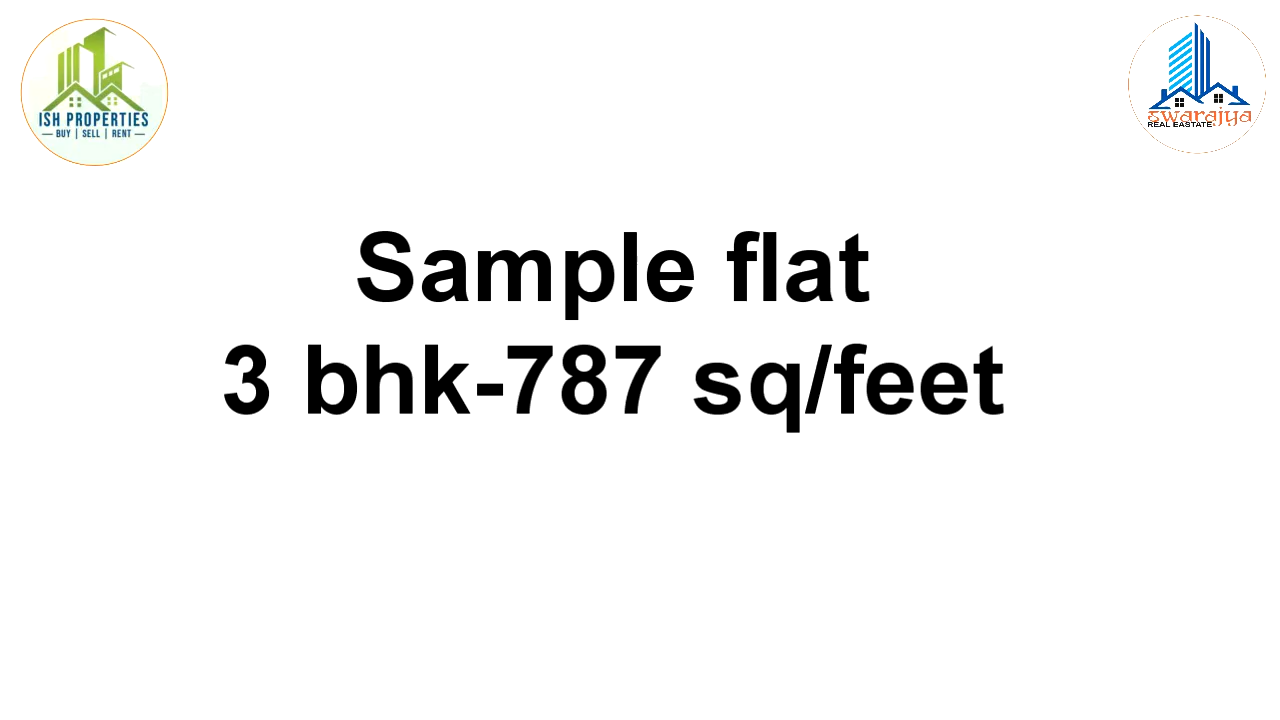 ISH PROPERTIES
BUY | SELL | RENT
swarajya
REAL EASTATE
Sample flat
3 bhk-787 sq/feet